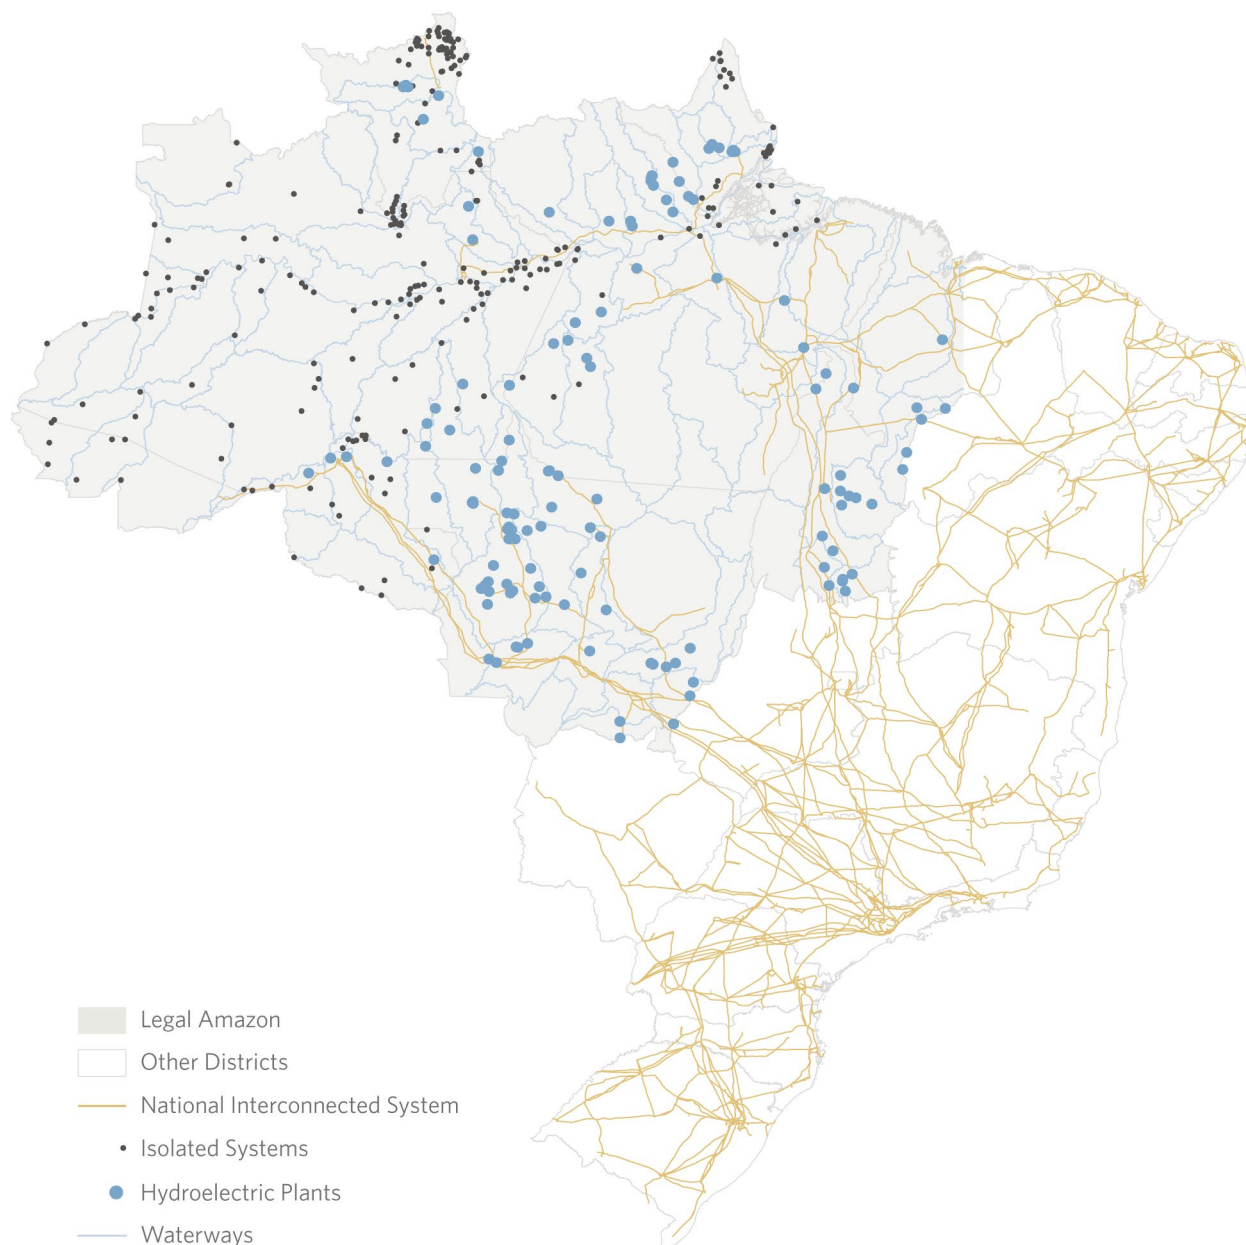 Legal Amazon
Other Districts
National Interconnected System
Isolated Systems
Hydroelectric Plants
Waterways